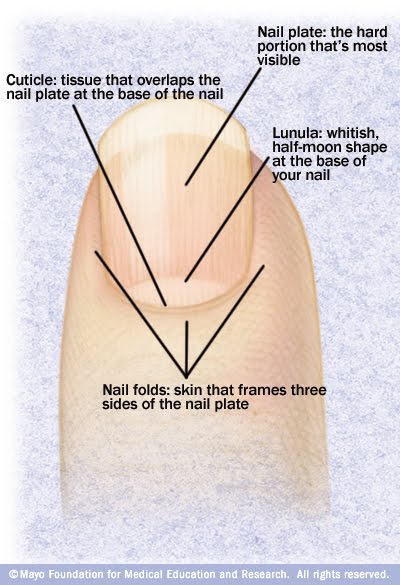 Nail plate: the hard
portion that's most
visible
Cuticle: tissue that overlaps the
nail plate at the base of the nail
Lunula: whitish,
half-moon shape
at the base of
your nail
Nail folds: skin that frames three
sides of the nail plate
©Mayo Foundation for Medical Education and Research. All rights reserved.